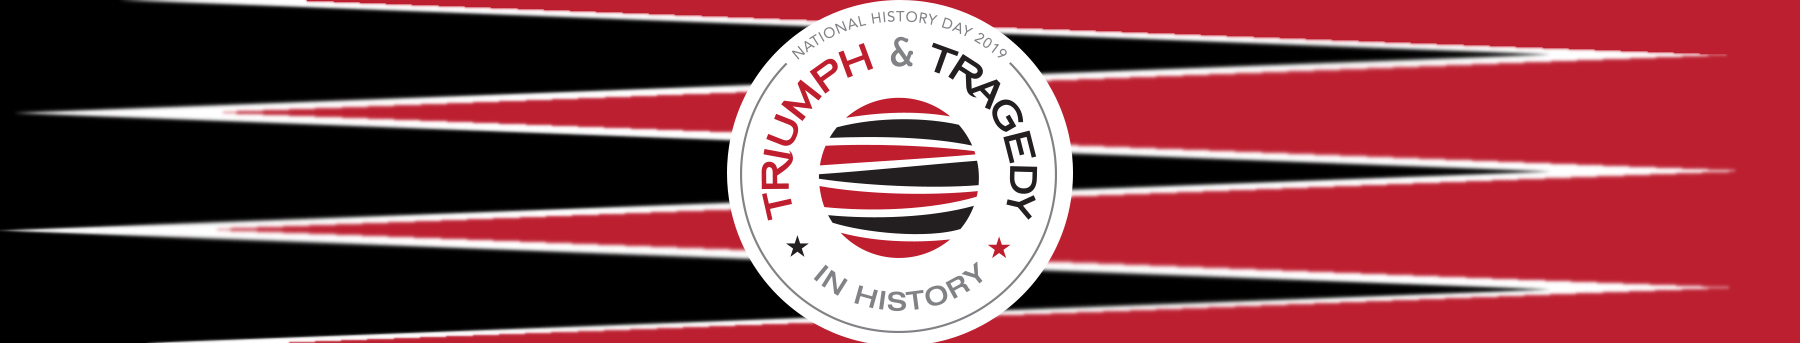 NATIONAL HISTORY DAY 2019
TRIUMPH & TRAGEDY
IN HISTORY